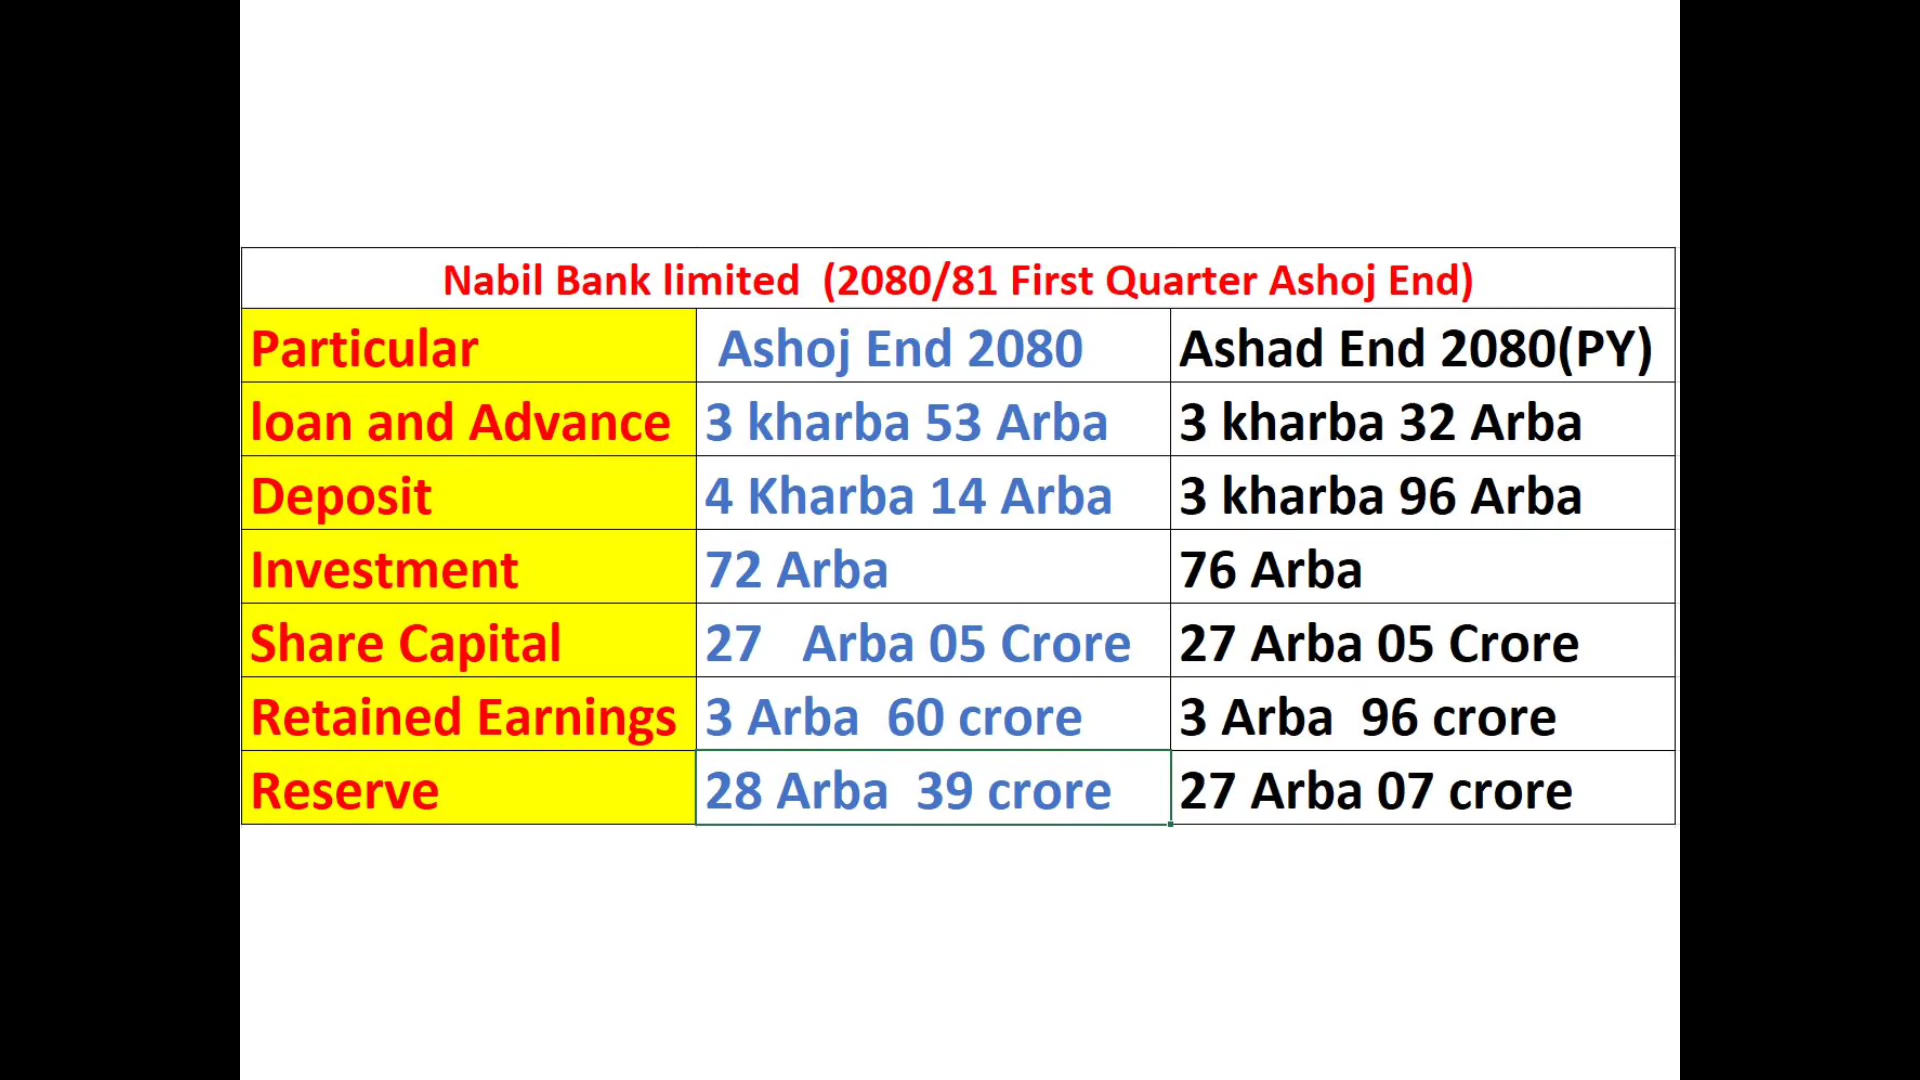 Nabil Bank limited (2080/81 First Quarter Ashoj End)
Particular Ashoj End 2080 Ashad End 2080(PY)
loan and Advance 3 kharba 53 Arba 3 kharba 32 Arba
Deposit 4 Kharba 14 Arba 3 kharba 96 Arba
Investment 72 Arba 76 Arba
Share Capital 27 Arba 05 Crore 27 Arba 05 Crore
Retained Earnings 3 Arba 60 crore 3 Arba 96 crore
Reserve 28 Arba 39 crore 27 Arba 07 crore